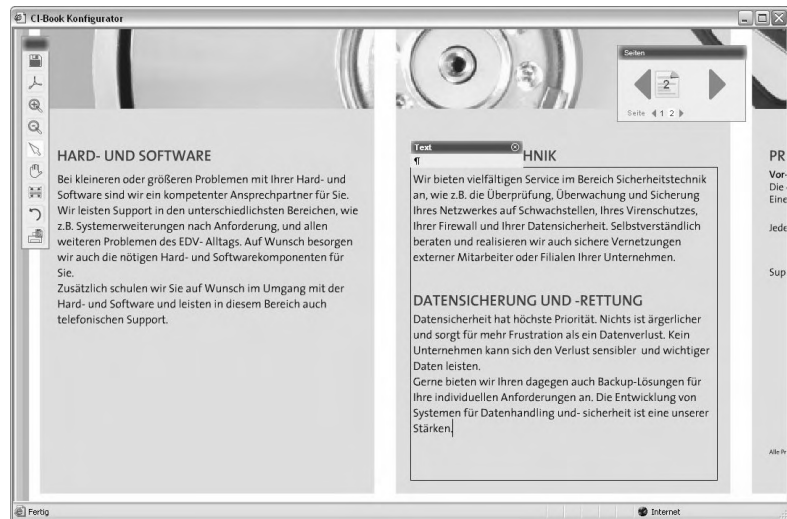 CI-Book Konfigurator
Seiten
2
Seite 1 2
HARD- UND SOFTWARE
Bei kleineren oder größeren Problemen mit Ihrer Hard- und
Software sind wir ein kompetenter Ansprechpartner für Sie.
Wir leisten Support in den unterschiedlichsten Bereichen, wie
z.B. Systemerweiterungen nach Anforderung, und allen
weiteren Problemen des EDV- Alltags. Auf Wunsch besorgen
wir auch die nötigen Hard- und Softwarekomponenten für
Sie.
Zusätzlich schulen wir Sie auf Wunsch im Umgang mit der
Hard- und Software und leisten in diesem Bereich auch
telefonischen Support.
Text
¶
HNIK
Wir bieten vielfältigen Service im Bereich Sicherheitstechnik
an, wie z.B. die Überprüfung, Überwachung und Sicherung
Ihres Netzwerkes auf Schwachstellen, Ihres Virenschutzes,
Ihrer Firewall und Ihrer Datensicherheit. Selbstverständlich
beraten und realisieren wir auch sichere Vernetzungen
externer Mitarbeiter oder Filialen Ihrer Unternehmen.
DATENSICHERUNG UND -RETTUNG
Datensicherheit hat höchste Priorität. Nichts ist ärgerlicher
und sorgt für mehr Frustration als ein Datenverlust. Kein
Unternehmen kann sich den Verlust sensibler und wichtiger
Daten leisten.
Gerne bieten wir Ihren dagegen auch Backup-Lösungen für
Ihre individuellen Anforderungen an. Die Entwicklung von
Systemen für Datenhandling und- sicherheit ist eine unserer
Stärken.
PR
Vor-
Die
Eine
Jede
Sup
Alle Pr
Fertig
Internet